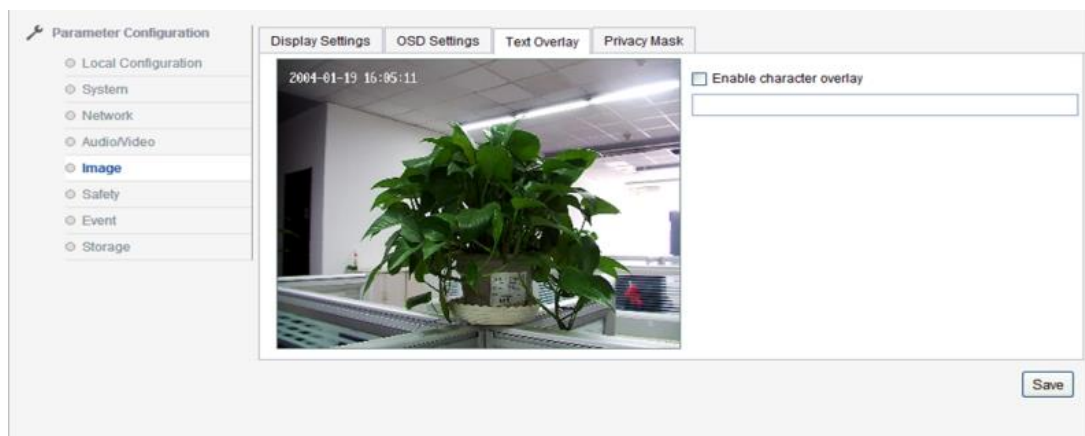 Parameter Configuration
Local Configuration
System
Network
Audio/Video
Image
Safety
Event
Storage
Display Settings
OSD Settings
Text Overlay
Privacy Mask
2004-01-19 16:05:11
Enable character overlay
Save